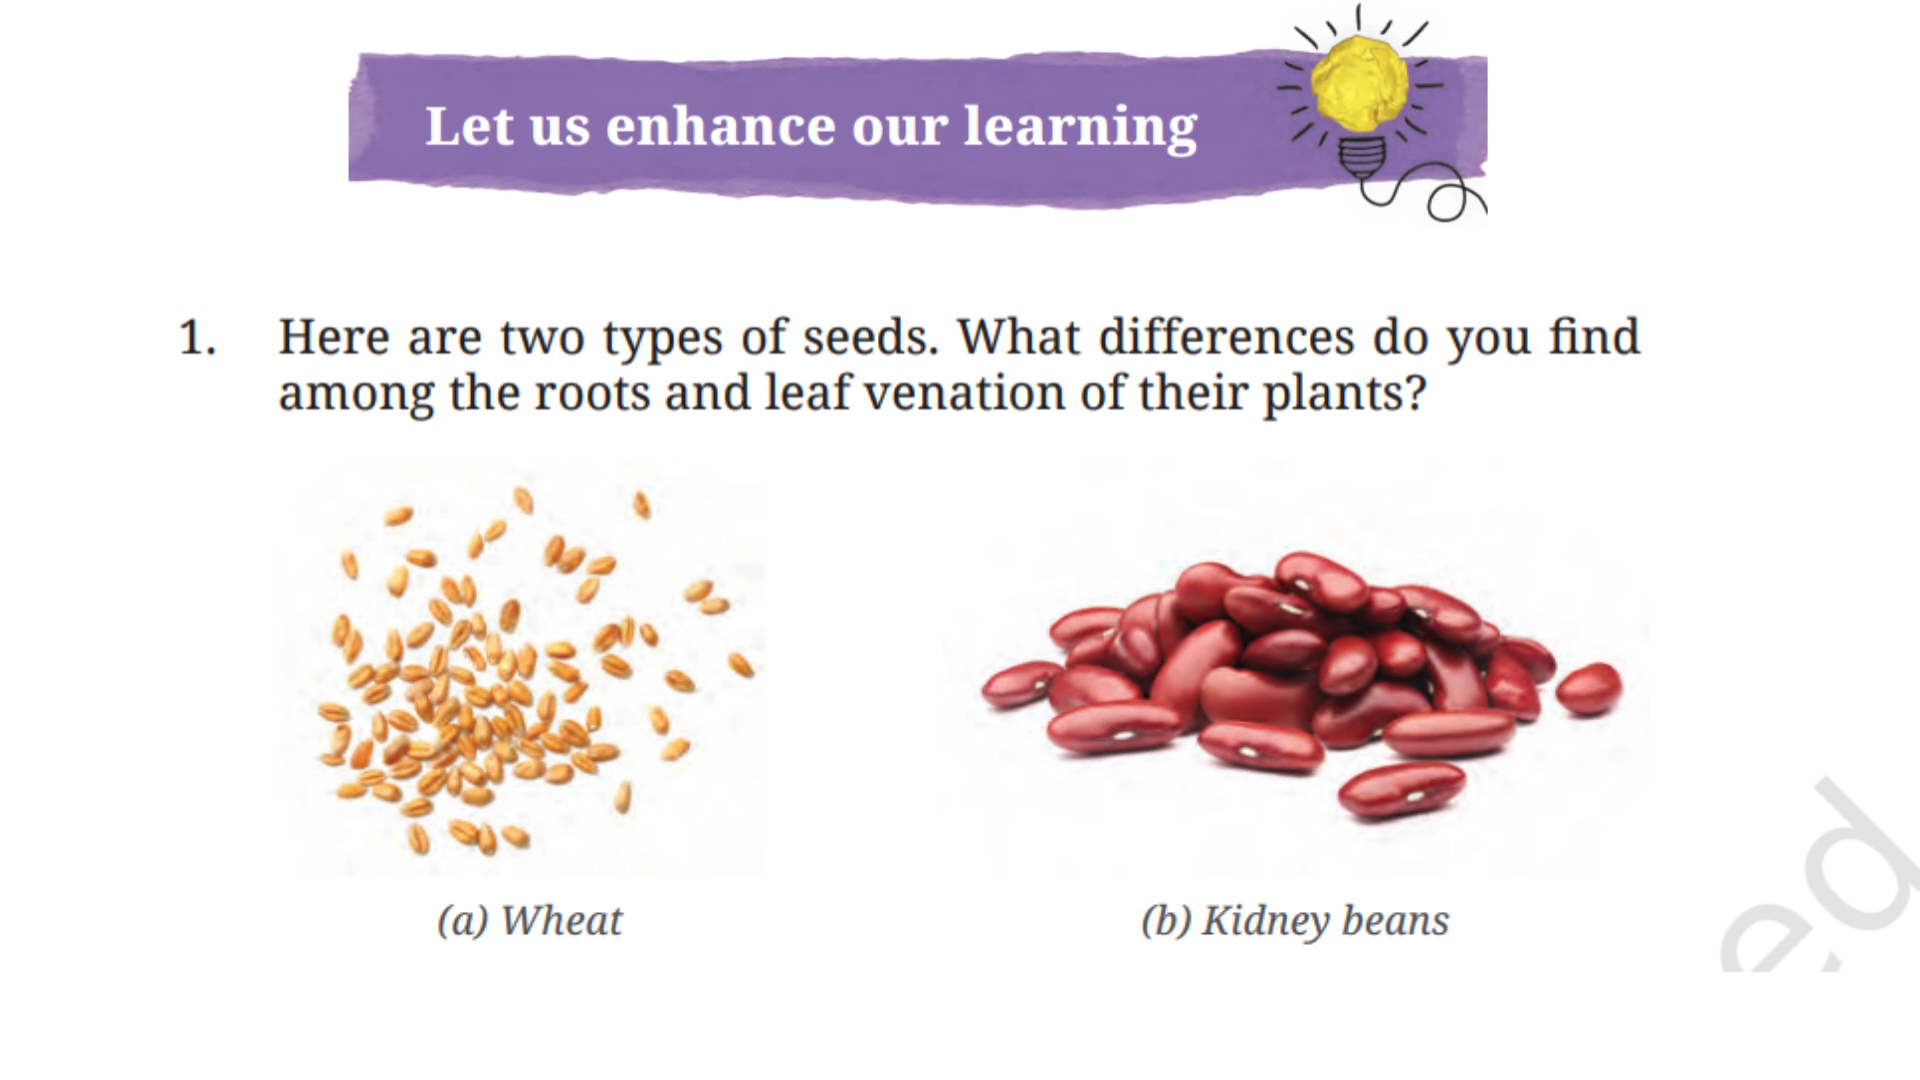 Let us enhance our learning
1. Here are two types of seeds. What differences do you find
among the roots and leaf venation of their plants?
(a) Wheat
(b) Kidney beans
ed